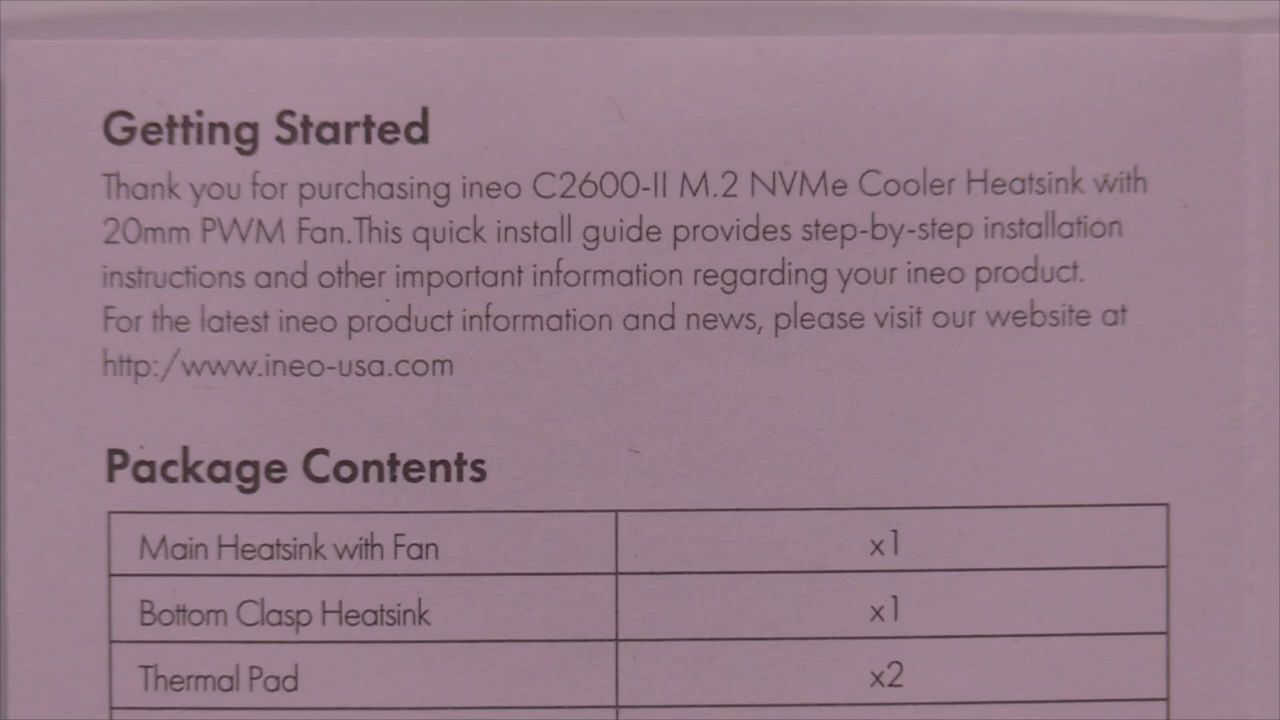 Getting Started
Thank you for purchasing ineo C2600-II M.2 NVMe Cooler Heatsink with
20mm PWM Fan.This quick install guide provides step-by-step installation
instructions and other important information regarding your ineo product.
For the latest ineo product information and news, please visit our website at
http:/www.ineo-usa.com
Package Contents
Main Heatsink with Fan x1
Bottom Clasp Heatsink x1
Thermal Pad x2